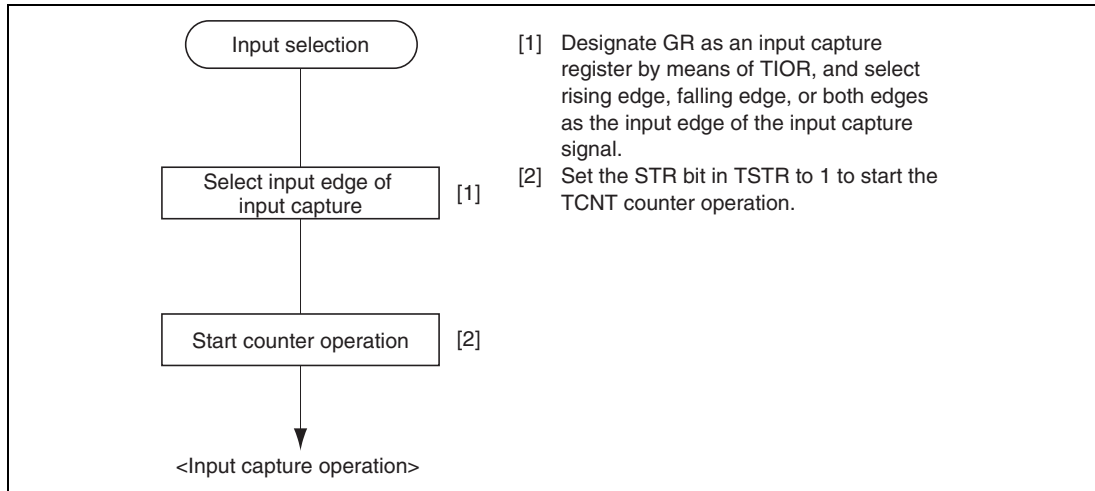 Input selection
Select input edge of
input capture
[1]
Start counter operation
[2]
<Input capture operation>
[1] Designate GR as an input capture
register by means of TIOR, and select
rising edge, falling edge, or both edges
as the input edge of the input capture
signal.
[2] Set the STR bit in TSTR to 1 to start the
TCNT counter operation.